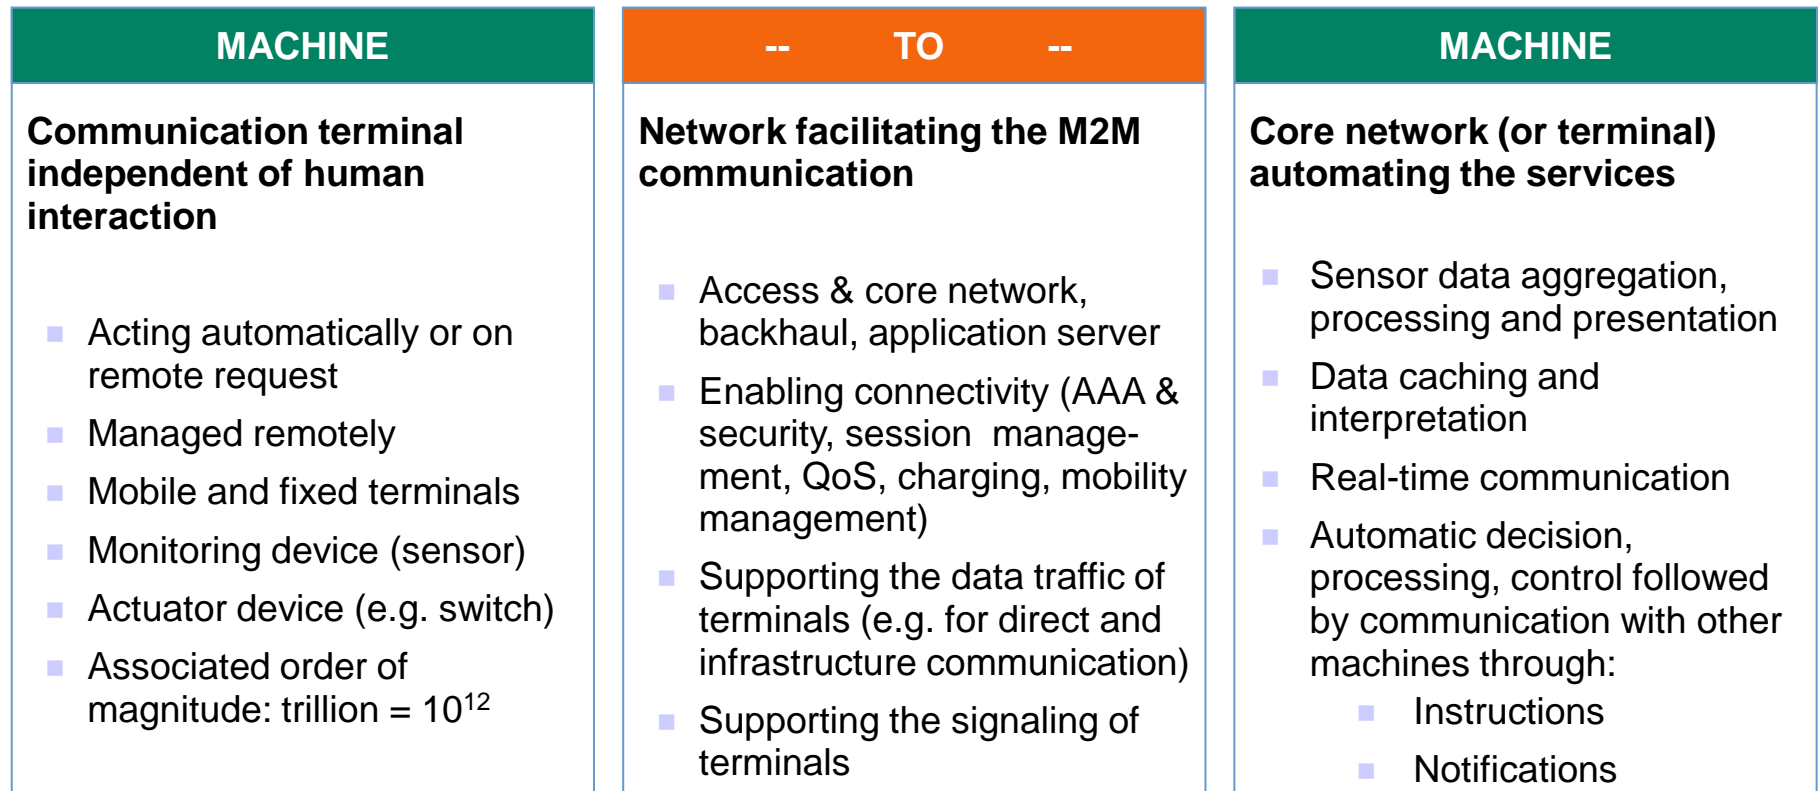 MACHINE
Communication terminal
independent of human
interaction
Acting automatically or on
remote request
Managed remotely
Mobile and fixed terminals
Monitoring device (sensor)
Actuator device (e.g. switch)
Associated order of
magnitude: trillion = 10¹²
-- TO --
Network facilitating the M2M
communication
Access & core network,
backhaul, application server
Enabling connectivity (AAA &
security, session manage-
ment, QoS, charging, mobility
management)
Supporting the data traffic of
terminals (e.g. for direct and
infrastructure communication)
Supporting the signaling of
terminals
MACHINE
Core network (or terminal)
automating the services
Sensor data aggregation,
processing and presentation
Data caching and
interpretation
Real-time communication
Automatic decision,
processing, control followed
by communication with other
machines through:
Instructions
Notifications